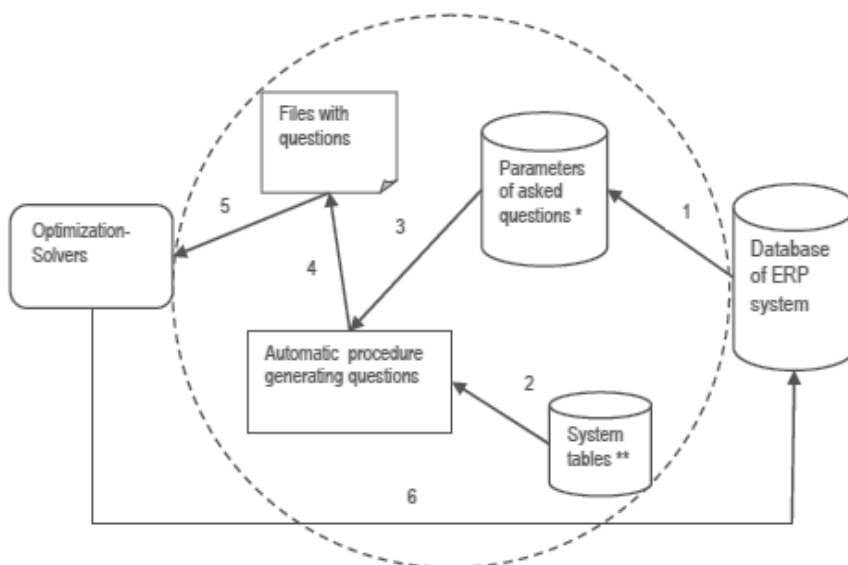 Files with
questions
Parameters
of asked
questions *
1
5
3
Optimization-
Solvers
Database
of ERP
system
4
Automatic procedure
generating questions
2
System
tables **
6